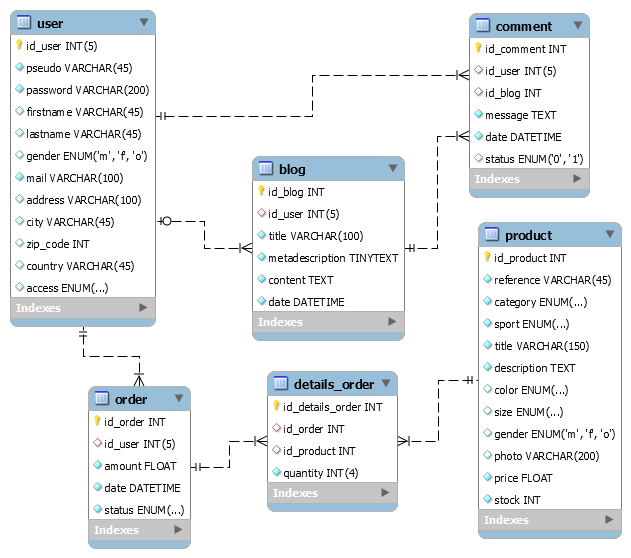 user
id_user INT(5)
pseudo VARCHAR(45)
password VARCHAR(200)
firstname VARCHAR(45)
lastname VARCHAR(45)
gender ENUM('m', 'f', 'o')
mail VARCHAR(100)
address VARCHAR(100)
city VARCHAR(45)
zip_code INT
country VARCHAR(45)
access ENUM(...)
Indexes
comment
id_comment INT
id_user INT(5)
id_blog INT
message TEXT
date DATETIME
status ENUM('0', '1')
Indexes
blog
id_blog INT
id_user INT(5)
title VARCHAR(100)
metadescription TINYTEXT
content TEXT
date DATETIME
Indexes
product
id_product INT
reference VARCHAR(45)
category ENUM(...)
sport ENUM(...)
title VARCHAR(150)
description TEXT
color ENUM(...)
size ENUM(...)
gender ENUM('m', 'f', 'o')
photo VARCHAR(200)
price FLOAT
stock INT
Indexes
order
id_order INT
id_user INT(5)
amount FLOAT
date DATETIME
status ENUM(...)
Indexes
details_order
id_details_order INT
id_order INT
id_product INT
quantity INT(4)
Indexes